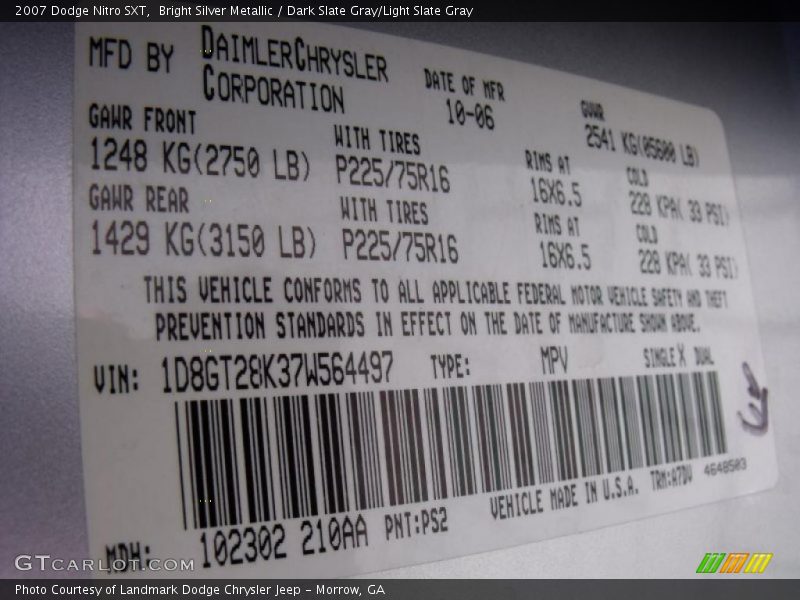 2007 Dodge Nitro SXT,  Bright Silver Metallic / Dark Slate Gray/Light Slate Gray
MFD BY DAIMLERCHRYSLER CORPORATION
DATE OF MFR 10-06
GVWR 2541 KG(05600 LB)
GAWR FRONT WITH TIRES RIMS AT COLD
1248 KG(2750 LB) P225/75R16 16X6.5 228 KPA( 33 PSI)
GAWR REAR WITH TIRES RIMS AT COLD
1429 KG(3150 LB) P225/75R16 16X6.5 228 KPA( 33 PSI)
THIS VEHICLE CONFORMS TO ALL APPLICABLE FEDERAL MOTOR VEHICLE SAFETY AND THEFT
PREVENTION STANDARDS IN EFFECT ON THE DATE OF MANUFACTURE SHOWN ABOVE.
VIN: 1D8GT28K37W564497 TYPE: MPV SINGLE X DUAL
MDH: 102302 210AA PNT:PS2 VEHICLE MADE IN U.S.A. TRM:A7DV 4648503
GTCARLOT.COM
Photo Courtesy of Landmark Dodge Chrysler Jeep - Morrow, GA